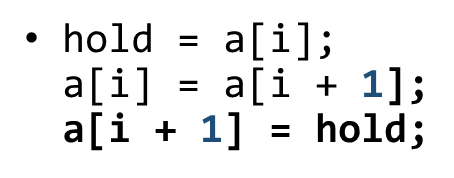 • hold = a[i];
a[i] = a[i + 1];
a[i + 1] = hold;